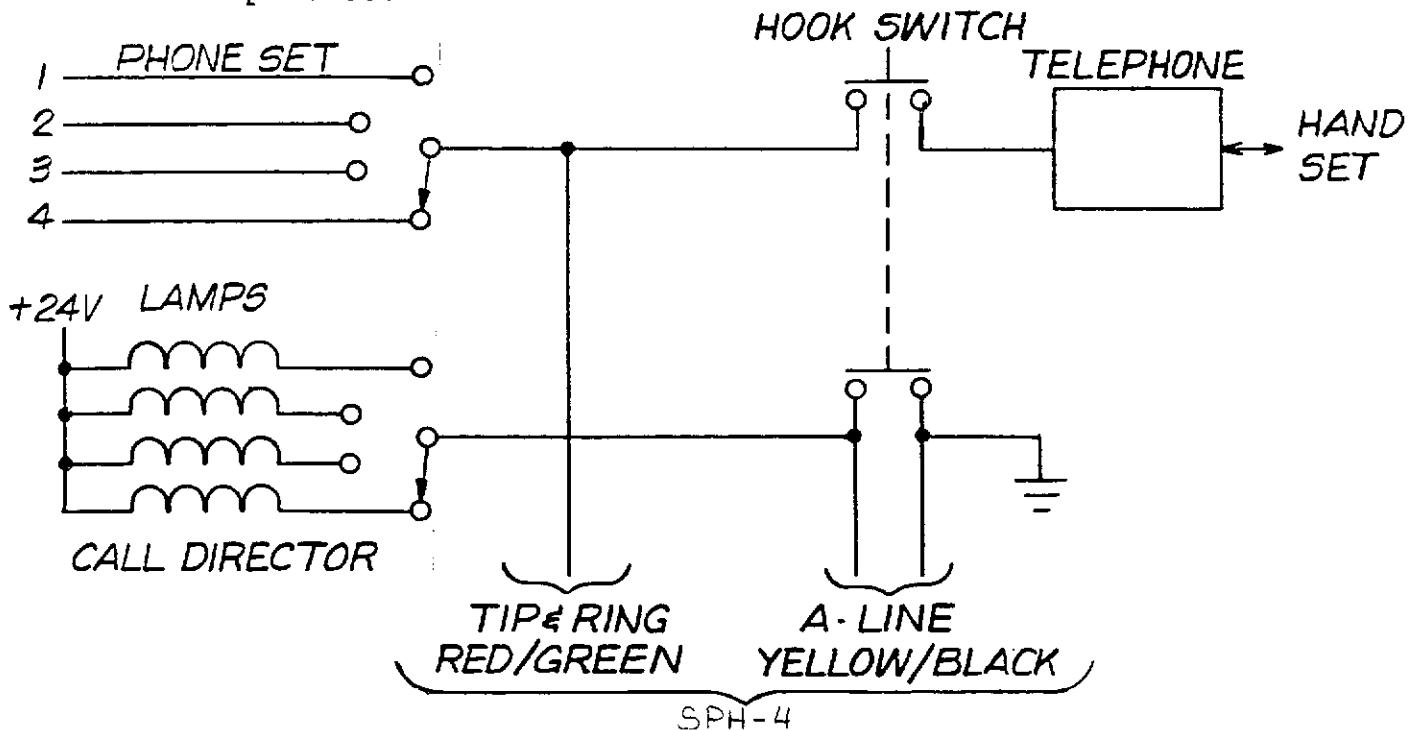 HOOK SWITCH
PHONE SET
TELEPHONE
1
2
3
4
HAND
SET
+24V
LAMPS
CALL DIRECTOR
TIP & RING
RED/GREEN
A-LINE
YELLOW/BLACK
SPH-4